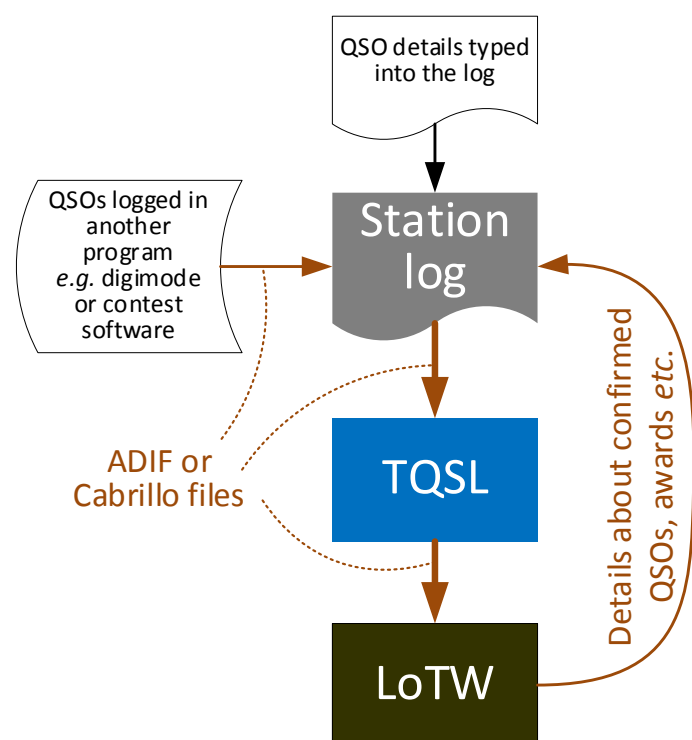 QSO details typed
into the log
QSOs logged in
another
program
e.g. digimode
or contest
software
Station
log
ADIF or
Cabrillo files
TQSL
LoTW
Details about confirmed
QSOs, awards etc.